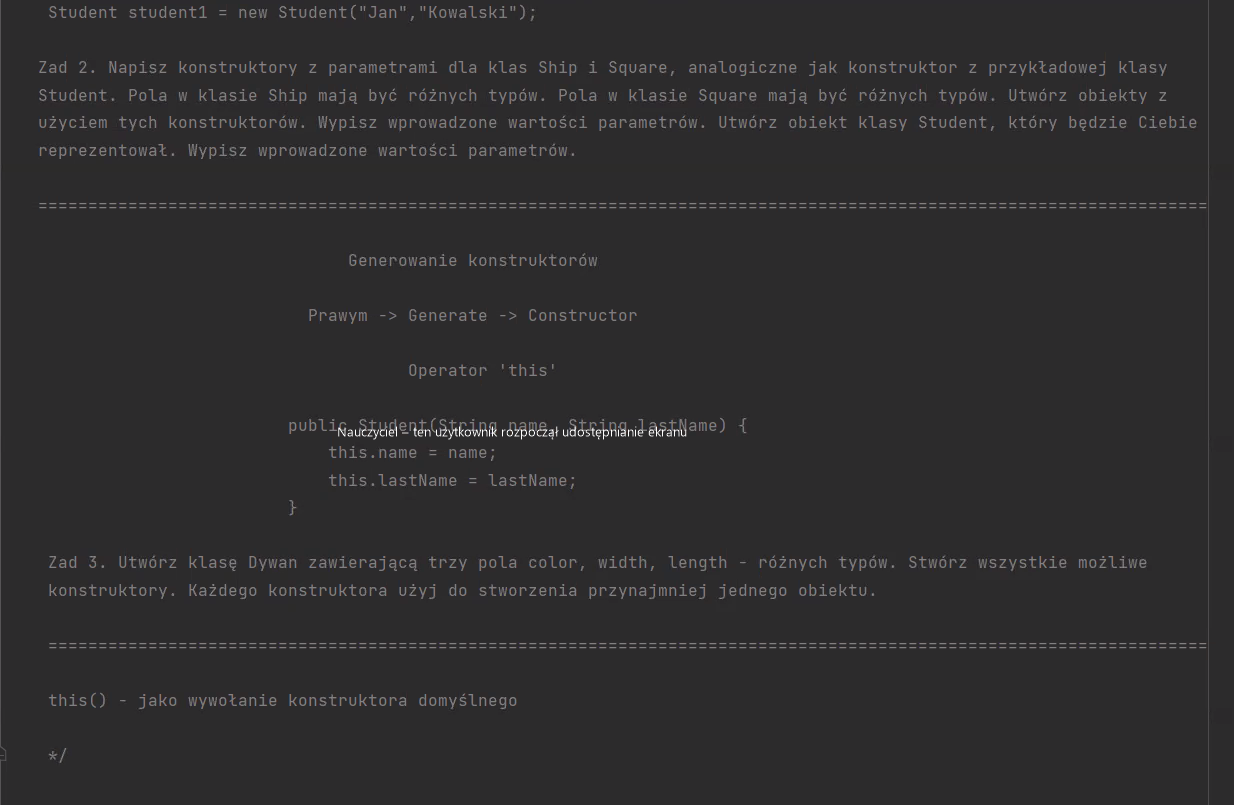 Student student1 = new Student("Jan","Kowalski");
Zad 2. Napisz konstruktory z parametrami dla klas Ship i Square, analogiczne jak konstruktor z przykładowej klasy
Student. Pola w klasie Ship mają być różnych typów. Pola w klasie Square mają być różnych typów. Utwórz obiekty z
użyciem tych konstruktorów. Wypisz wprowadzone wartości parametrów. Utwórz obiekt klasy Student, który będzie Ciebie
reprezentował. Wypisz wprowadzone wartości parametrów.
=====================================================================================================================
Generowanie konstruktorów
Prawym -> Generate -> Constructor
Operator 'this'
public Student(String name, String lastName) {
Nauczyciel – ten użytkownik rozpoczął udostępnianie ekranu
this.name = name;
this.lastName = lastName;
}
Zad 3. Utwórz klasę Dywan zawierającą trzy pola color, width, length - różnych typów. Stwórz wszystkie możliwe
konstruktory. Każdego konstruktora użyj do stworzenia przynajmniej jednego obiektu.
====================================================================================================================
this() - jako wywołanie konstruktora domyślnego
*/